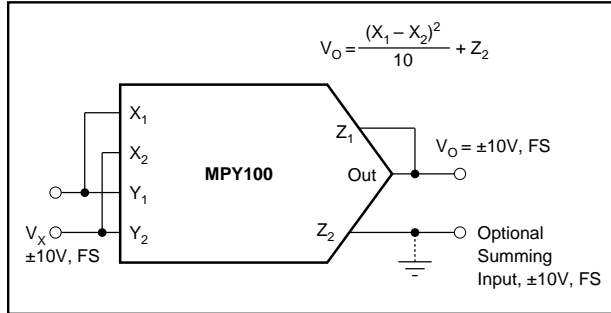 V_O = (X_1 – X_2)^2 / 10 + Z_2
X_1
X_2
Y_1
Y_2
MPY100
Z_1
Out
Z_2
V_X
±10V, FS
V_O = ±10V, FS
Optional
Summing
Input, ±10V, FS